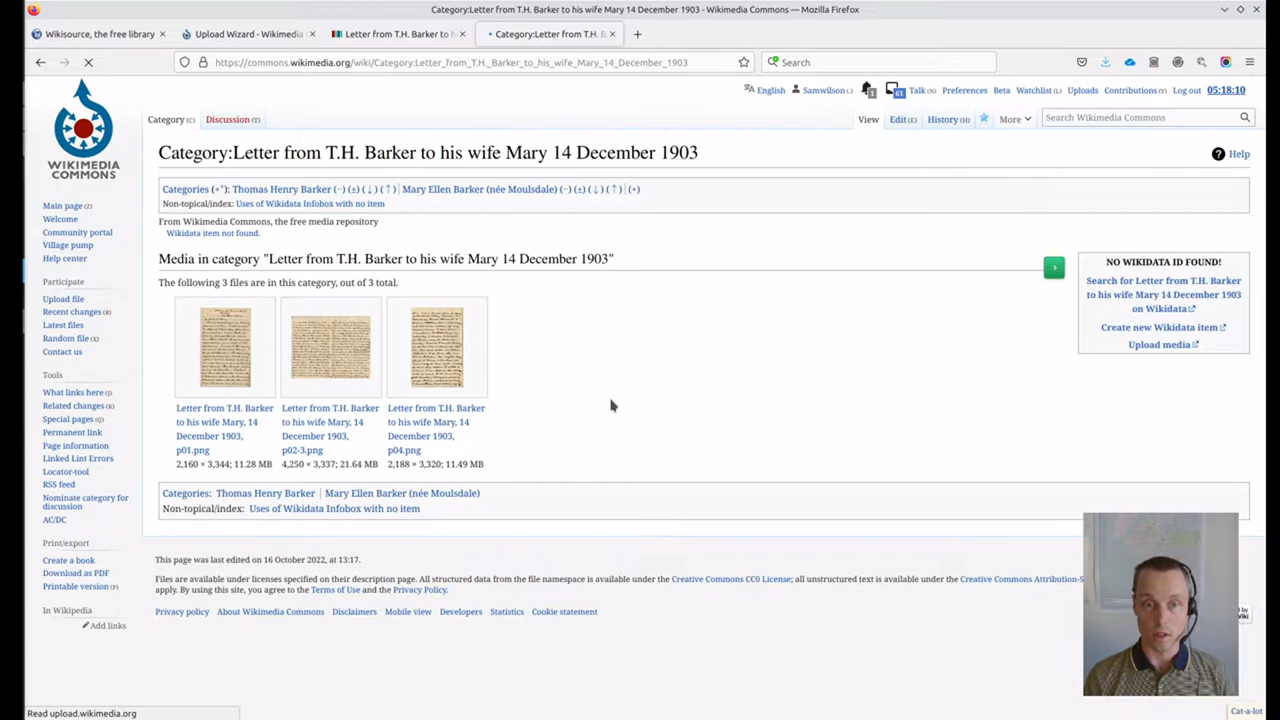 Category:Letter from T.H. Barker to his wife Mary 14 December 1903 - Wikimedia Commons — Mozilla Firefox
Wikisource, the free library
Upload Wizard - Wikimedia
Letter from T.H. Barker to h
Category:Letter from T.H. B.
https://commons.wikimedia.org/wiki/Category:Letter_from_T.H._Barker_to_his_wife_Mary_14_December_1903
Search
English Samwilson (.) 1 61 Talk (N) Preferences Beta Watchlist (L) Uploads Contributions (Y) Log out 05:18:10
Category (C) Discussion (T) View Edit (E) History (H) More Search Wikimedia Commons
WIKIMEDIA
COMMONS
Category:Letter from T.H. Barker to his wife Mary 14 December 1903
Help
Categories (+⁺): Thomas Henry Barker (−) (±) (↓) (↑) | Mary Ellen Barker (née Moulsdale) (−) (±) (↓) (↑) | (+)
Non-topical/index: Uses of Wikidata Infobox with no item
From Wikimedia Commons, the free media repository
Wikidata item not found.
Media in category "Letter from T.H. Barker to his wife Mary 14 December 1903"
The following 3 files are in this category, out of 3 total.
Letter from T.H. Barker
to his wife Mary, 14
December 1903,
p01.png
2,160 × 3,344; 11.28 MB
Letter from T.H. Barker
to his wife Mary, 14
December 1903,
p02-3.png
4,250 × 3,337; 21.64 MB
Letter from T.H. Barker
to his wife Mary, 14
December 1903,
p04.png
2,188 × 3,320; 11.49 MB
NO WIKIDATA ID FOUND!
Search for Letter from T.H. Barker
to his wife Mary 14 December 1903
on Wikidata
Create new Wikidata item
Upload media
Categories: Thomas Henry Barker | Mary Ellen Barker (née Moulsdale)
Non-topical/index: Uses of Wikidata Infobox with no item
This page was last edited on 16 October 2022, at 13:17.
Files are available under licenses specified on their description page. All structured data from the file namespace is available under the Creative Commons CC0 License; all unstructured text is available under the Creative Commons Attribution-S
apply. By using this site, you agree to the Terms of Use and the Privacy Policy.
Privacy policy About Wikimedia Commons Disclaimers Mobile view Developers Statistics Cookie statement
Main page (Z)
Welcome
Community portal
Village pump
Help center
Participate
Upload file
Recent changes (R)
Latest files
Random file (X)
Contact us
Tools
What links here (J)
Related changes (K)
Special pages (Q)
Permanent link
Page information
Linked Lint Errors
Locator-tool
RSS feed
Nominate category for
discussion
AC/DC
Print/export
Create a book
Download as PDF
Printable version (P)
In Wikipedia
Add links
Read upload.wikimedia.org
Cat-a-lot